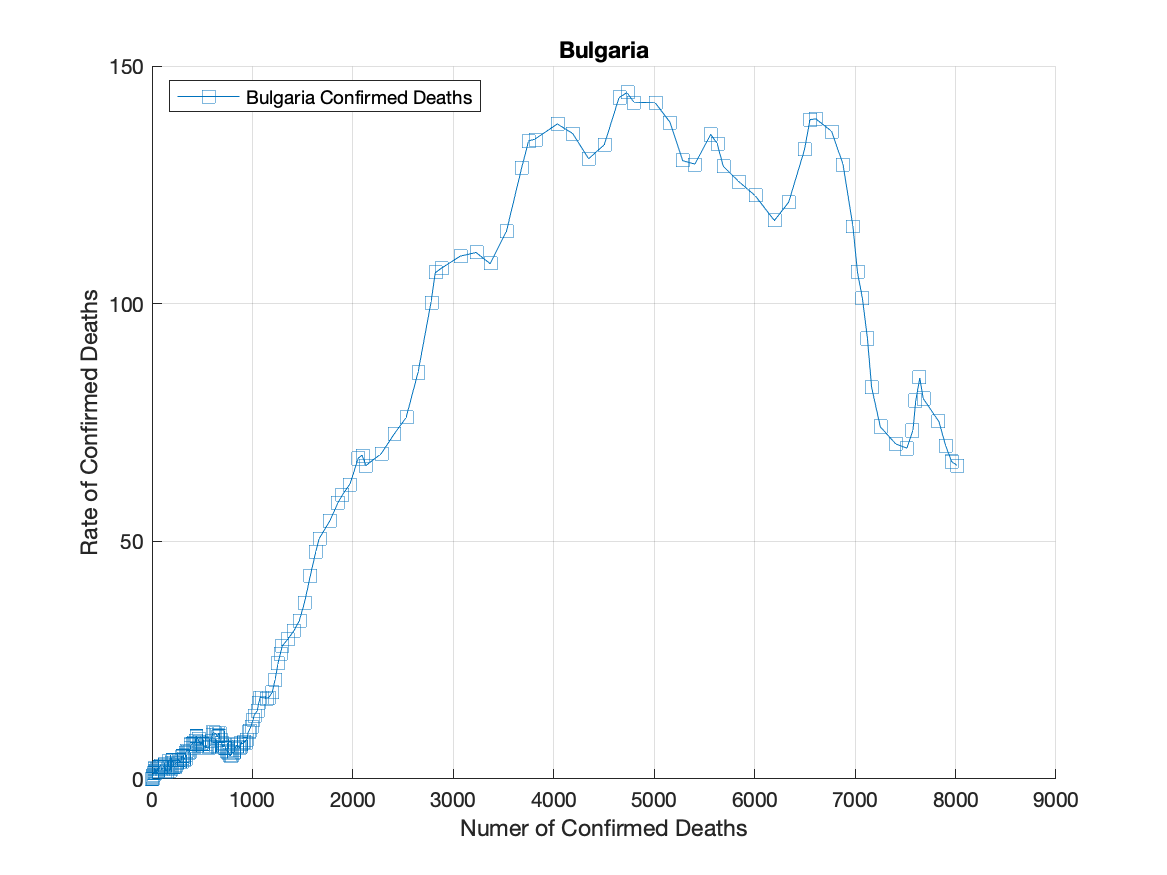 Bulgaria
Bulgaria Confirmed Deaths
150
100
50
0
Rate of Confirmed Deaths
0 1000 2000 3000 4000 5000 6000 7000 8000 9000
Numer of Confirmed Deaths